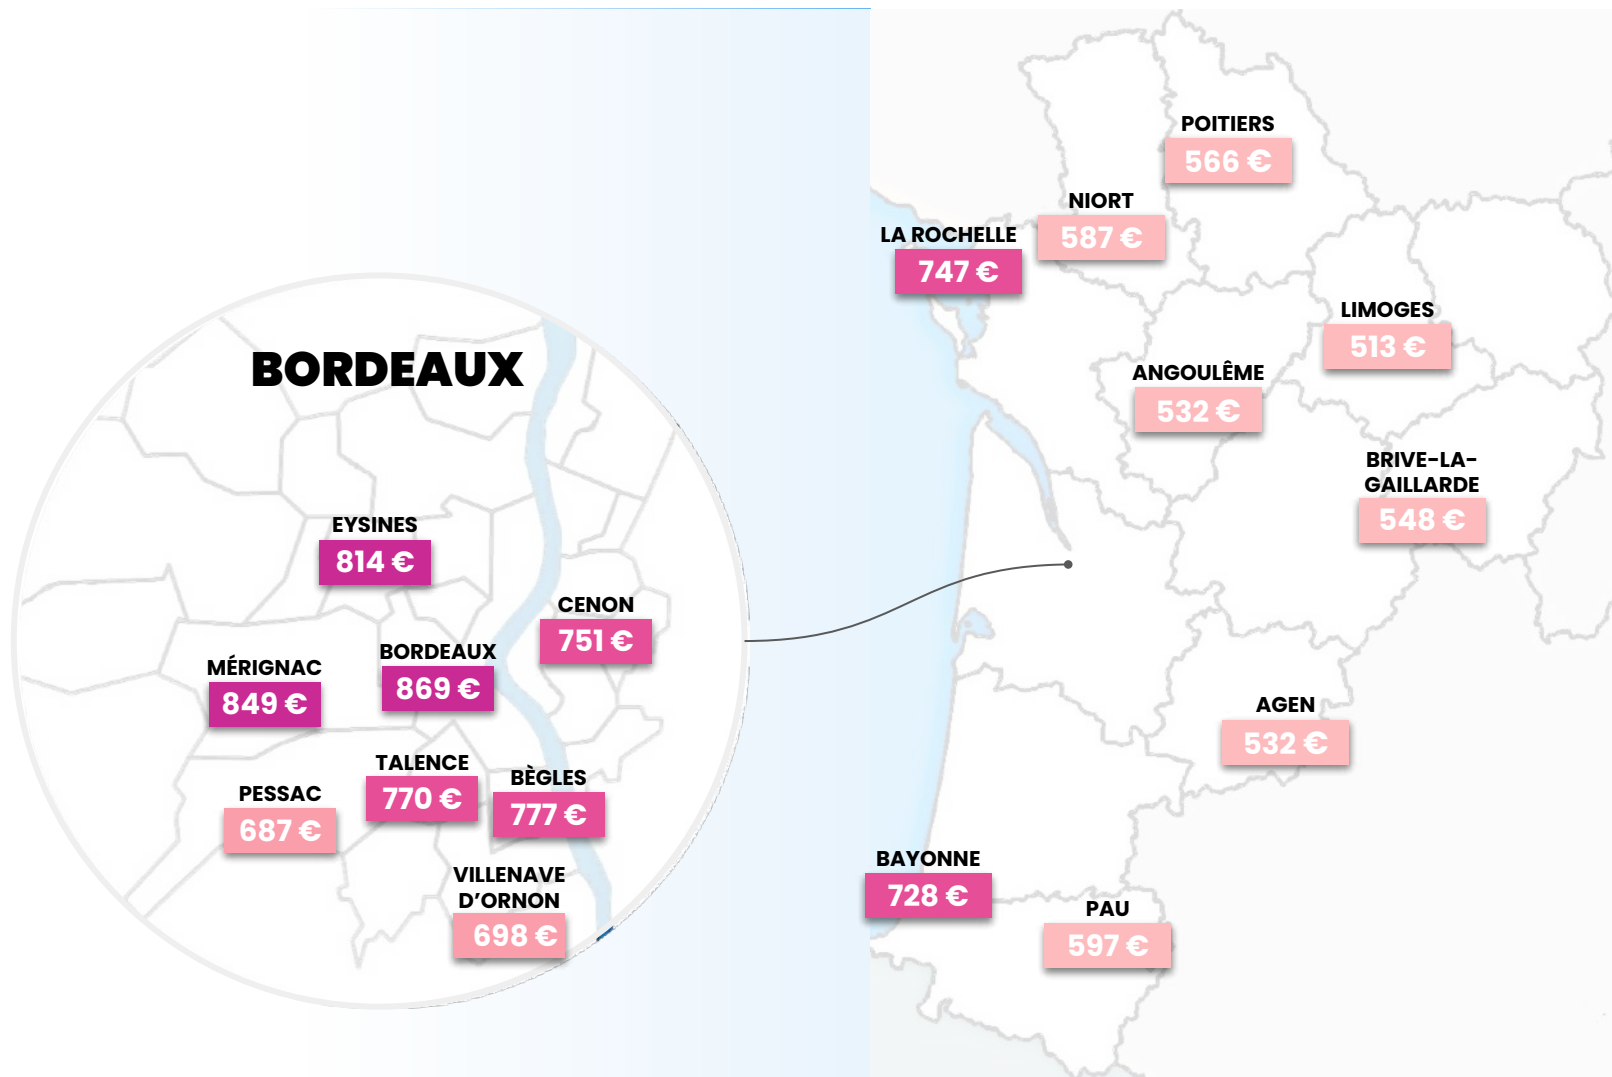 BORDEAUX
EYSINES
814 €
CENON
751 €
BORDEAUX
869 €
MÉRIGNAC
849 €
TALENCE
770 €
BÈGLES
777 €
PESSAC
687 €
VILLENAVE
D'ORNON
698 €
POITIERS
566 €
NIORT
587 €
LA ROCHELLE
747 €
LIMOGES
513 €
ANGOULÊME
532 €
BRIVE-LA-
GAILLARDE
548 €
AGEN
532 €
BAYONNE
728 €
PAU
597 €